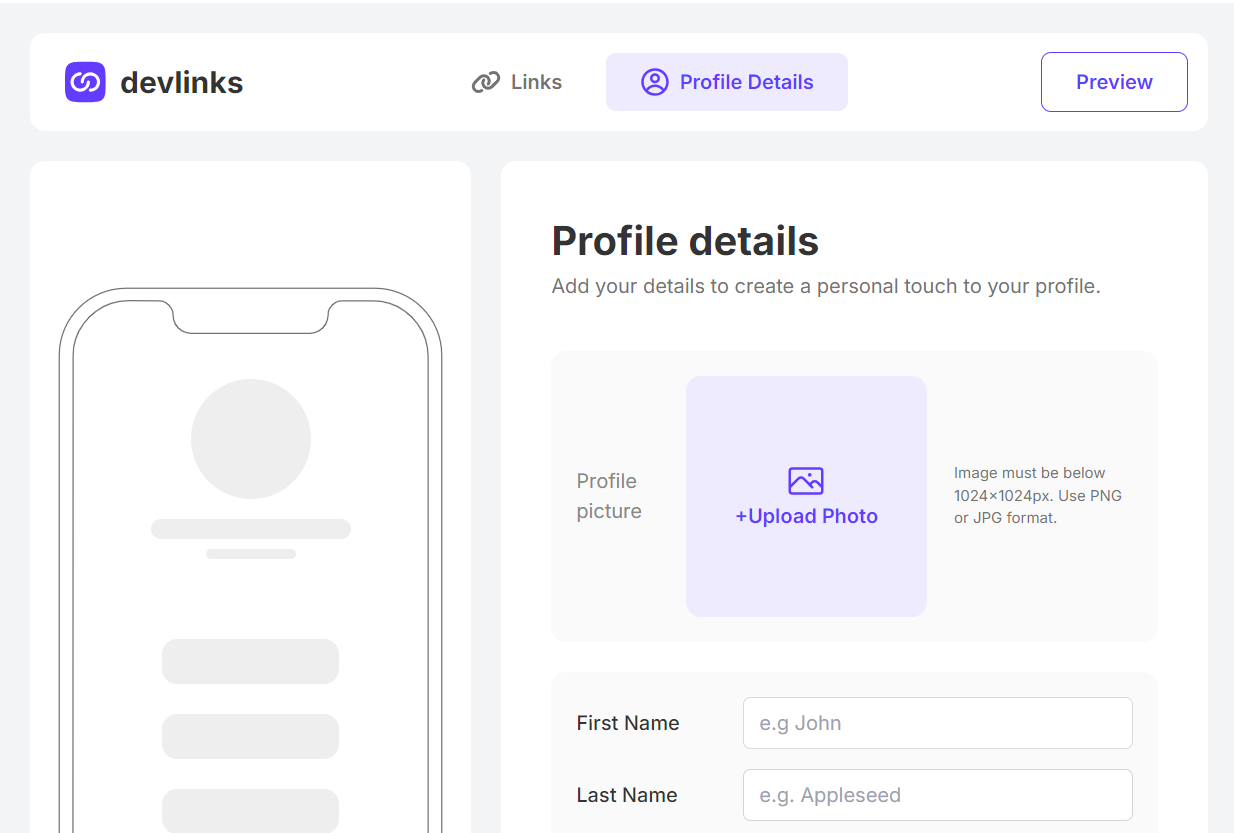 devlinks
Links
Profile Details
Preview
Profile details
Add your details to create a personal touch to your profile.
Profile
picture
+Upload Photo
Image must be below
1024×1024px. Use PNG
or JPG format.
First Name
e.g John
Last Name
e.g. Appleseed